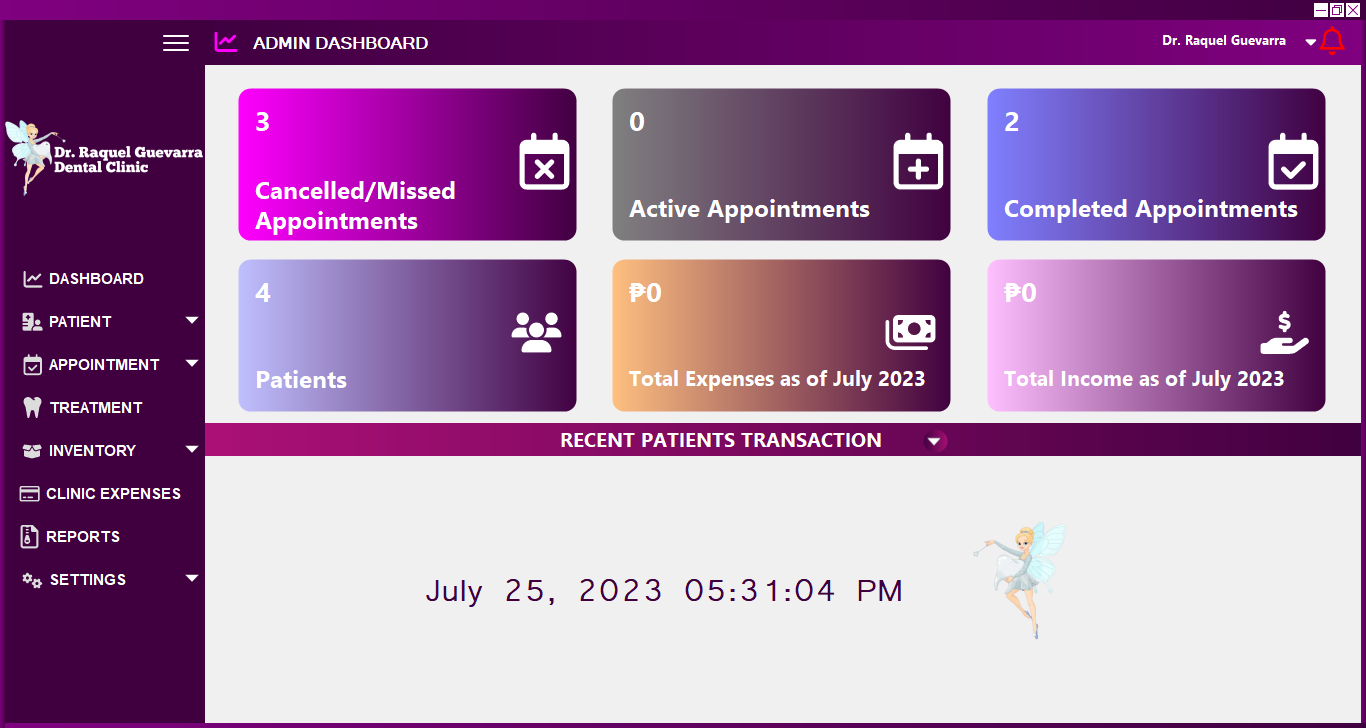 ADMIN DASHBOARD
Dr. Raquel Guevarra
Dr. Raquel Guevarra
Dental Clinic
DASHBOARD
PATIENT
APPOINTMENT
TREATMENT
INVENTORY
CLINIC EXPENSES
REPORTS
SETTINGS
3
Cancelled/Missed
Appointments
0
Active Appointments
2
Completed Appointments
4
Patients
₱0
Total Expenses as of July 2023
₱0
Total Income as of July 2023
RECENT PATIENTS TRANSACTION
July 25, 2023 05:31:04 PM